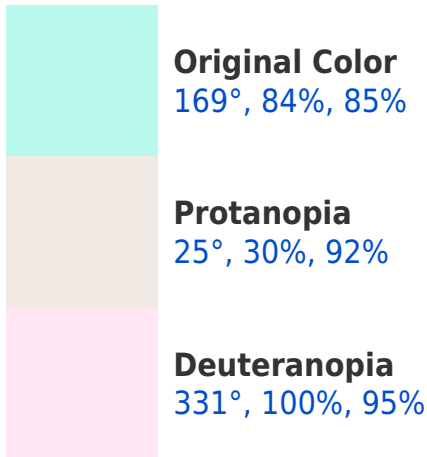 Original Color
169°, 84%, 85%
Protanopia
25°, 30%, 92%
Deuteranopia
331°, 100%, 95%